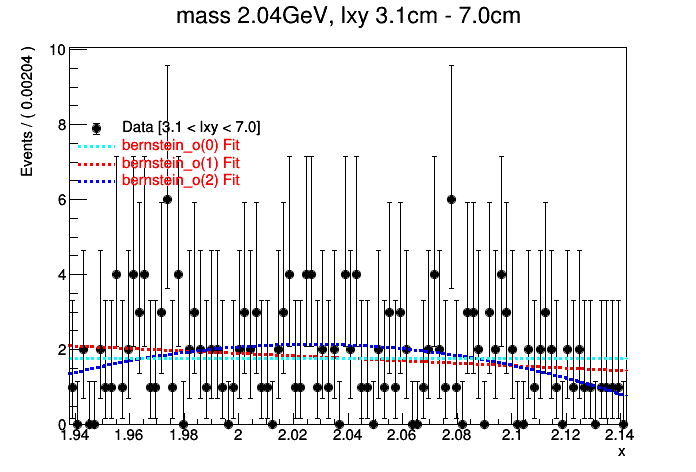 mass 2.04GeV, lxy 3.1cm - 7.0cm
Events / ( 0.00204 )
10
8
6
4
2
0
Data [3.1 < lxy < 7.0]
bernstein_o(0) Fit
bernstein_o(1) Fit
bernstein_o(2) Fit
1.94 1.96 1.98 2 2.02 2.04 2.06 2.08 2.1 2.12 2.14
x